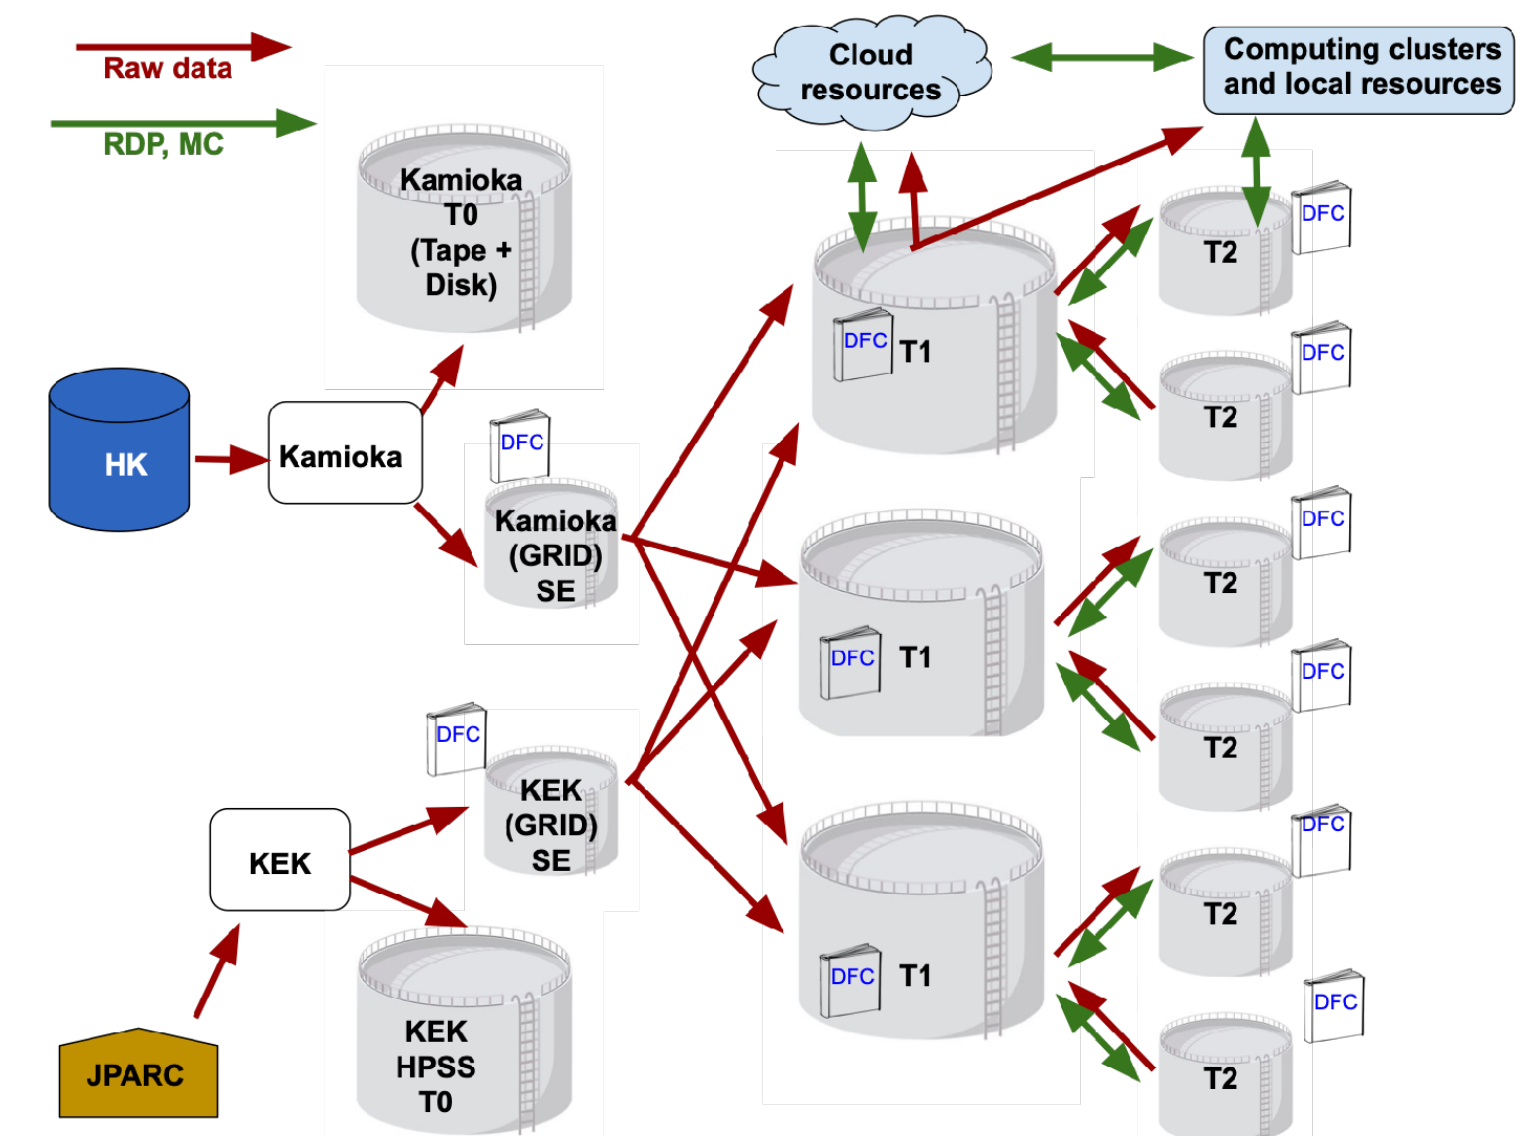 Raw data
RDP, MC
Cloud
resources
Computing clusters
and local resources
Kamioka
T0
(Tape +
Disk)
HK
Kamioka
DFC
Kamioka
(GRID)
SE
DFC
KEK
(GRID)
SE
KEK
JPARC
KEK
HPSS
T0
DFC
T1
DFC
T1
DFC
T1
T2
DFC
T2
DFC
T2
DFC
T2
DFC
T2
DFC
T2
DFC